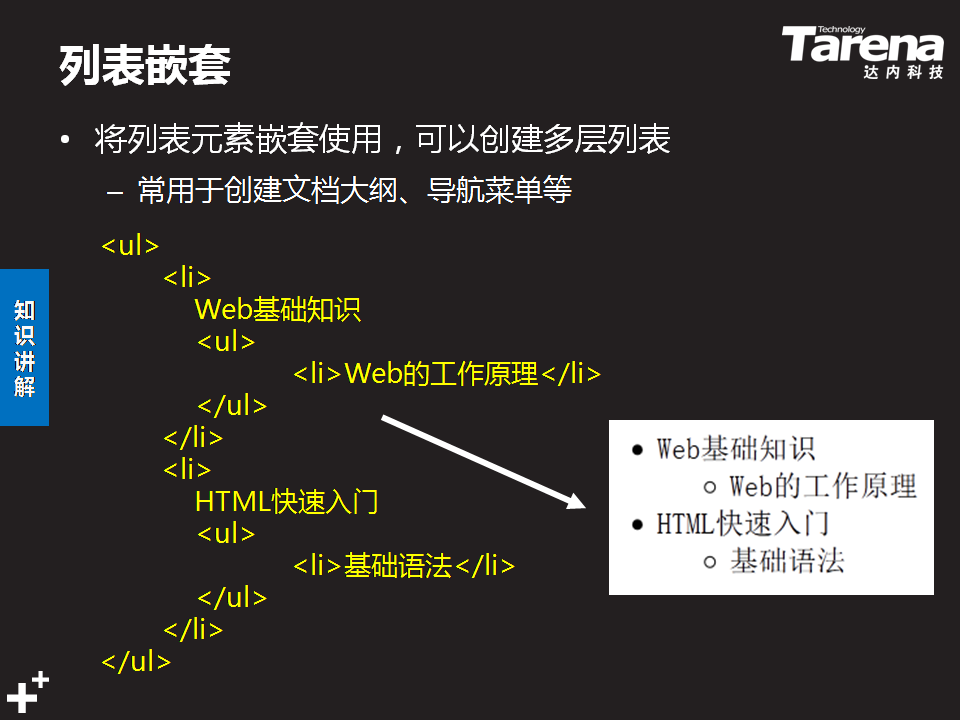 列表嵌套
Technology
Tarena
达内科技
• 将列表元素嵌套使用，可以创建多层列表
– 常用于创建文档大纲、导航菜单等
<ul>
<li>
Web基础知识
<ul>
<li>Web的工作原理</li>
</ul>
</li>
<li>
HTML快速入门
<ul>
<li>基础语法</li>
</ul>
</li>
</ul>
知识讲解
• Web基础知识
○ Web的工作原理
• HTML快速入门
○ 基础语法